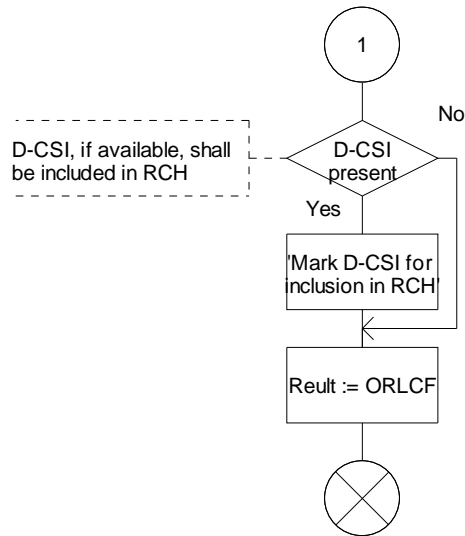 1
No
D-CSI, if available, shall
be included in RCH
D-CSI
present
Yes
'Mark D-CSI for
inclusion in RCH'
Reult := ORLCF